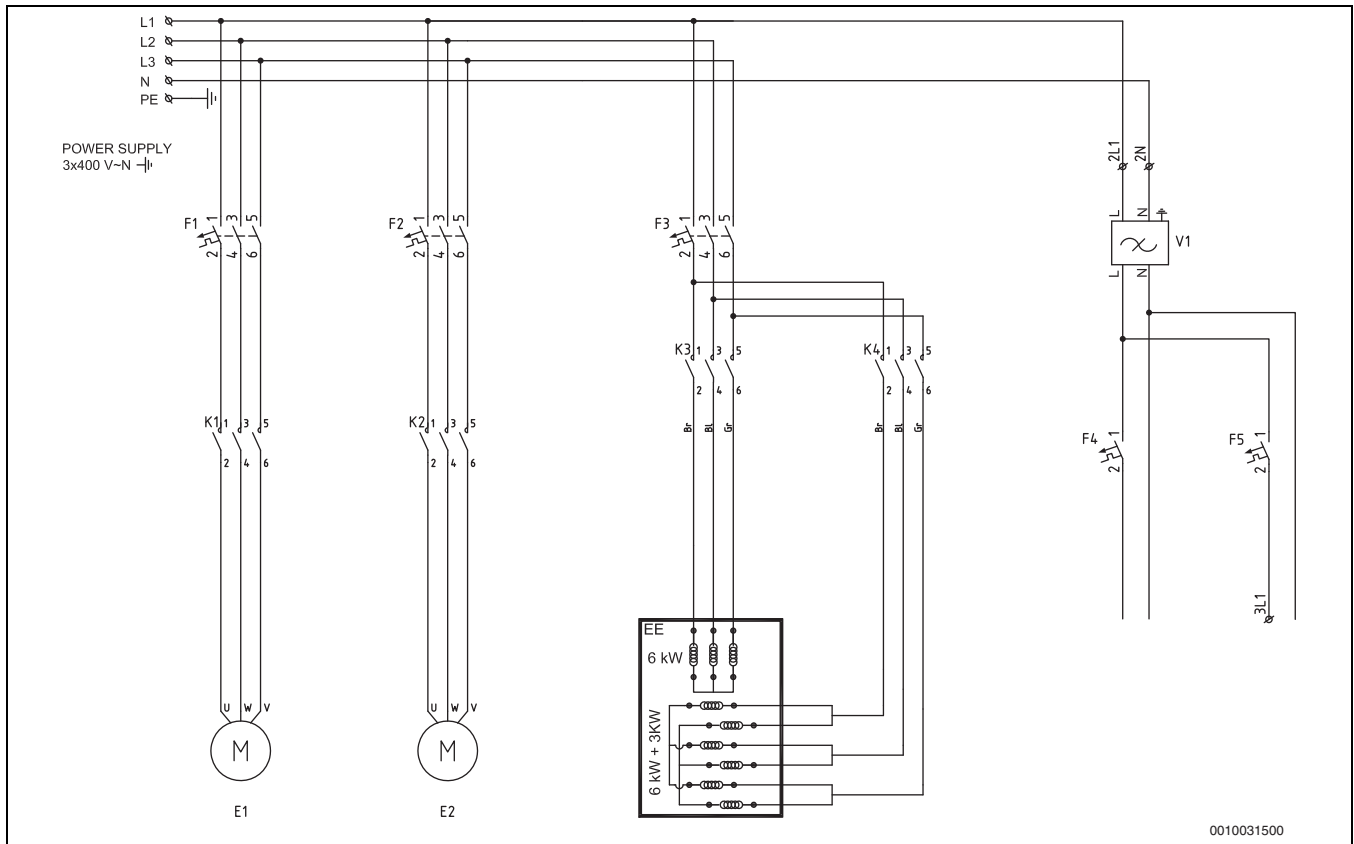 L1
L2
L3
N
PE
POWER SUPPLY
3x400 V~N
2L1 2N
F1 1 3 5
2 4 6
F2 1 3 5
2 4 6
F3 1 3 5
2 4 6
L N
V1
L N
K3 1 3 5
2 4 6
K4 1 3 5
2 4 6
K1 1 3 5
2 4 6
K2 1 3 5
2 4 6
Br Bl Gr
Br Bl Gr
F4 1
2
F5 1
2
3L1
EE
6 kW
6 kW + 3KW
U W V
M
E1
U W V
M
E2
0010031500